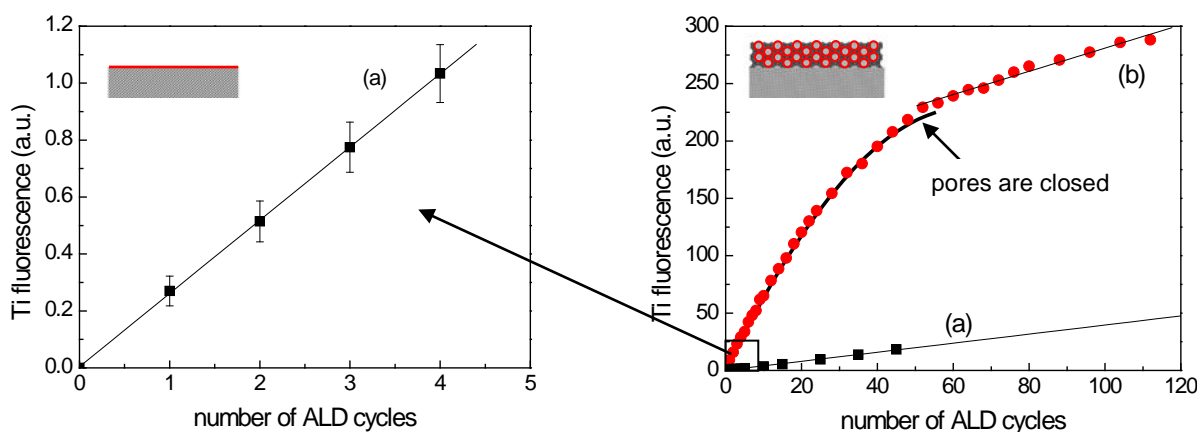 Ti fluorescence (a.u.)
1.2
1.0
0.8
0.6
0.4
0.2
0.0
0 1 2 3 4 5
number of ALD cycles
(a)
Ti fluorescence (a.u.)
300
250
200
150
100
50
0
0 20 40 60 80 100 120
number of ALD cycles
(b)
pores are closed
(a)